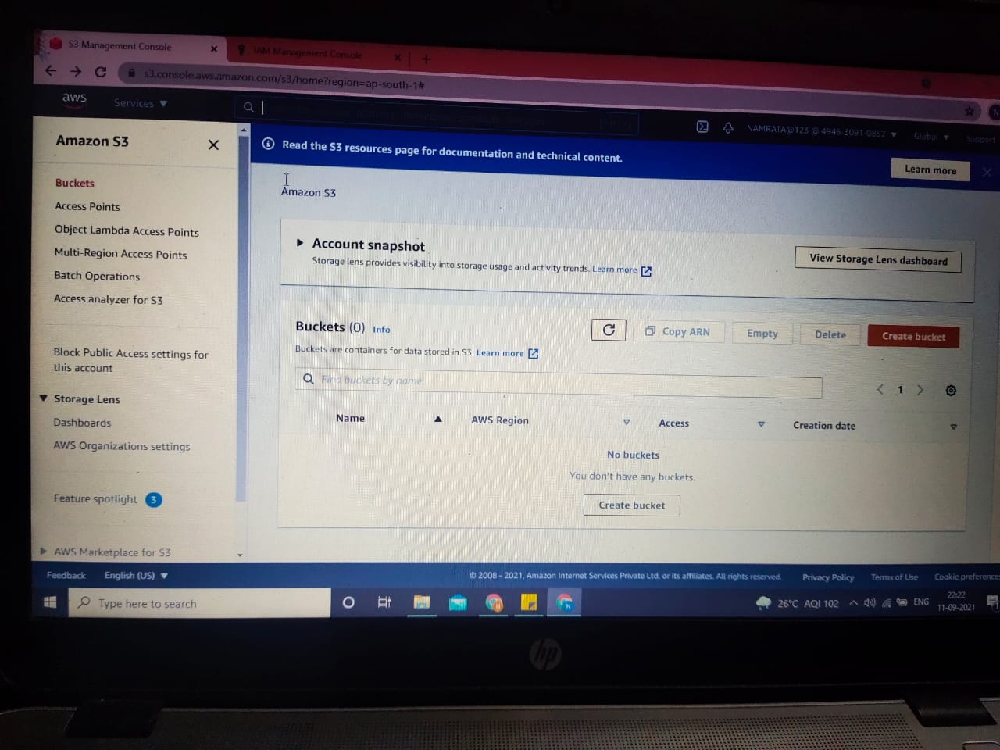 S3 Management Console
IAM Management Console
s3.console.aws.amazon.com/s3/home?region=ap-south-1#
aws
Services
NAMRATA@123 @ 4946-3091-0852
Global
Support
Amazon S3
Buckets
Access Points
Object Lambda Access Points
Multi-Region Access Points
Batch Operations
Access analyzer for S3
Block Public Access settings for
this account
Storage Lens
Dashboards
AWS Organizations settings
Feature spotlight 3
AWS Marketplace for S3
Read the S3 resources page for documentation and technical content.
Learn more
Amazon S3
Account snapshot
Storage lens provides visibility into storage usage and activity trends. Learn more
View Storage Lens dashboard
Buckets (0) Info
Copy ARN
Empty
Delete
Create bucket
Buckets are containers for data stored in S3. Learn more
Find buckets by name
1
Name
AWS Region
Access
Creation date
No buckets
You don't have any buckets.
Create bucket
Feedback
English (US)
© 2008 - 2021, Amazon Internet Services Private Ltd. or its affiliates. All rights reserved.
Privacy Policy
Terms of Use
Cookie preferences
Type here to search
26°C AQI 102
ENG
22:22
11-09-2021
hp